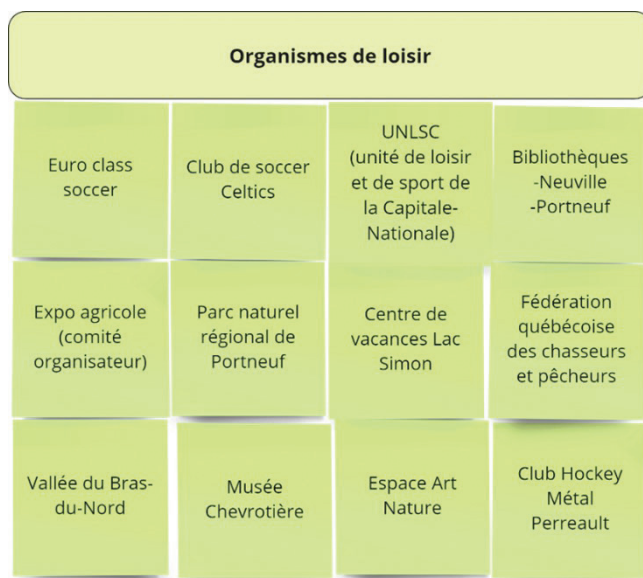 Organismes de loisir
Euro class
soccer
Club de soccer
Celtics
UNLSC
(unité de loisir
et de sport de
la Capitale-
Nationale)
Bibliothèques
-Neuville
-Portneuf
Expo agricole
(comité
organisateur)
Parc naturel
régional de
Portneuf
Centre de
vacances Lac
Simon
Fédération
québécoise
des chasseurs
et pêcheurs
Vallée du Bras-
du-Nord
Musée
Chevrotière
Espace Art
Nature
Club Hockey
Métal
Perreault